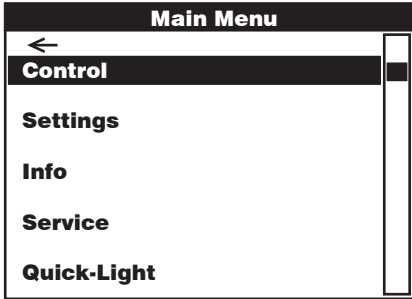 Main Menu
←
Control
Settings
Info
Service
Quick-Light